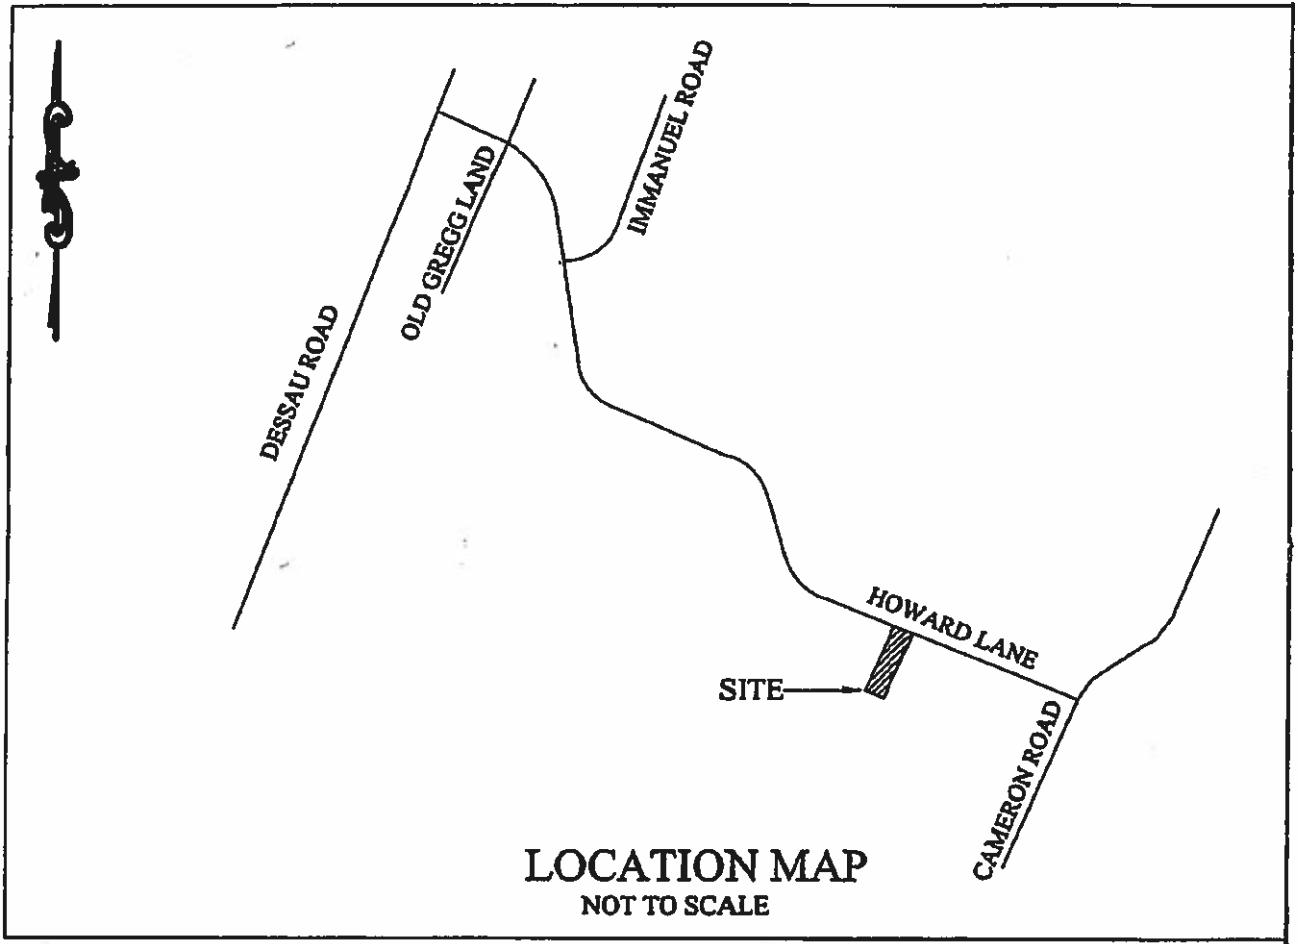 IMMANUEL ROAD
OLD GREGG LAND
DESSAU ROAD
HOWARD LANE
SITE
CAMERON ROAD
LOCATION MAP
NOT TO SCALE